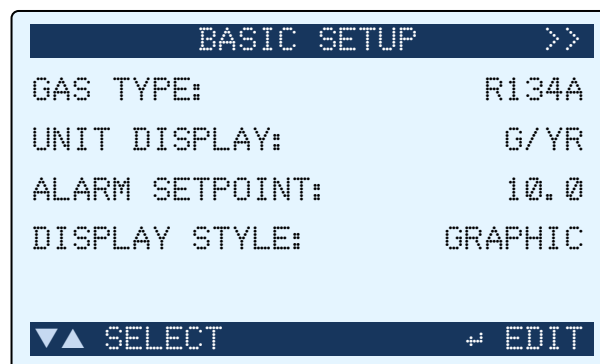 BASIC SETUP >>
GAS TYPE: R134A
UNIT DISPLAY: G/YR
ALARM SETPOINT: 10.0
DISPLAY STYLE: GRAPHIC
▼▲ SELECT ↵ EDIT